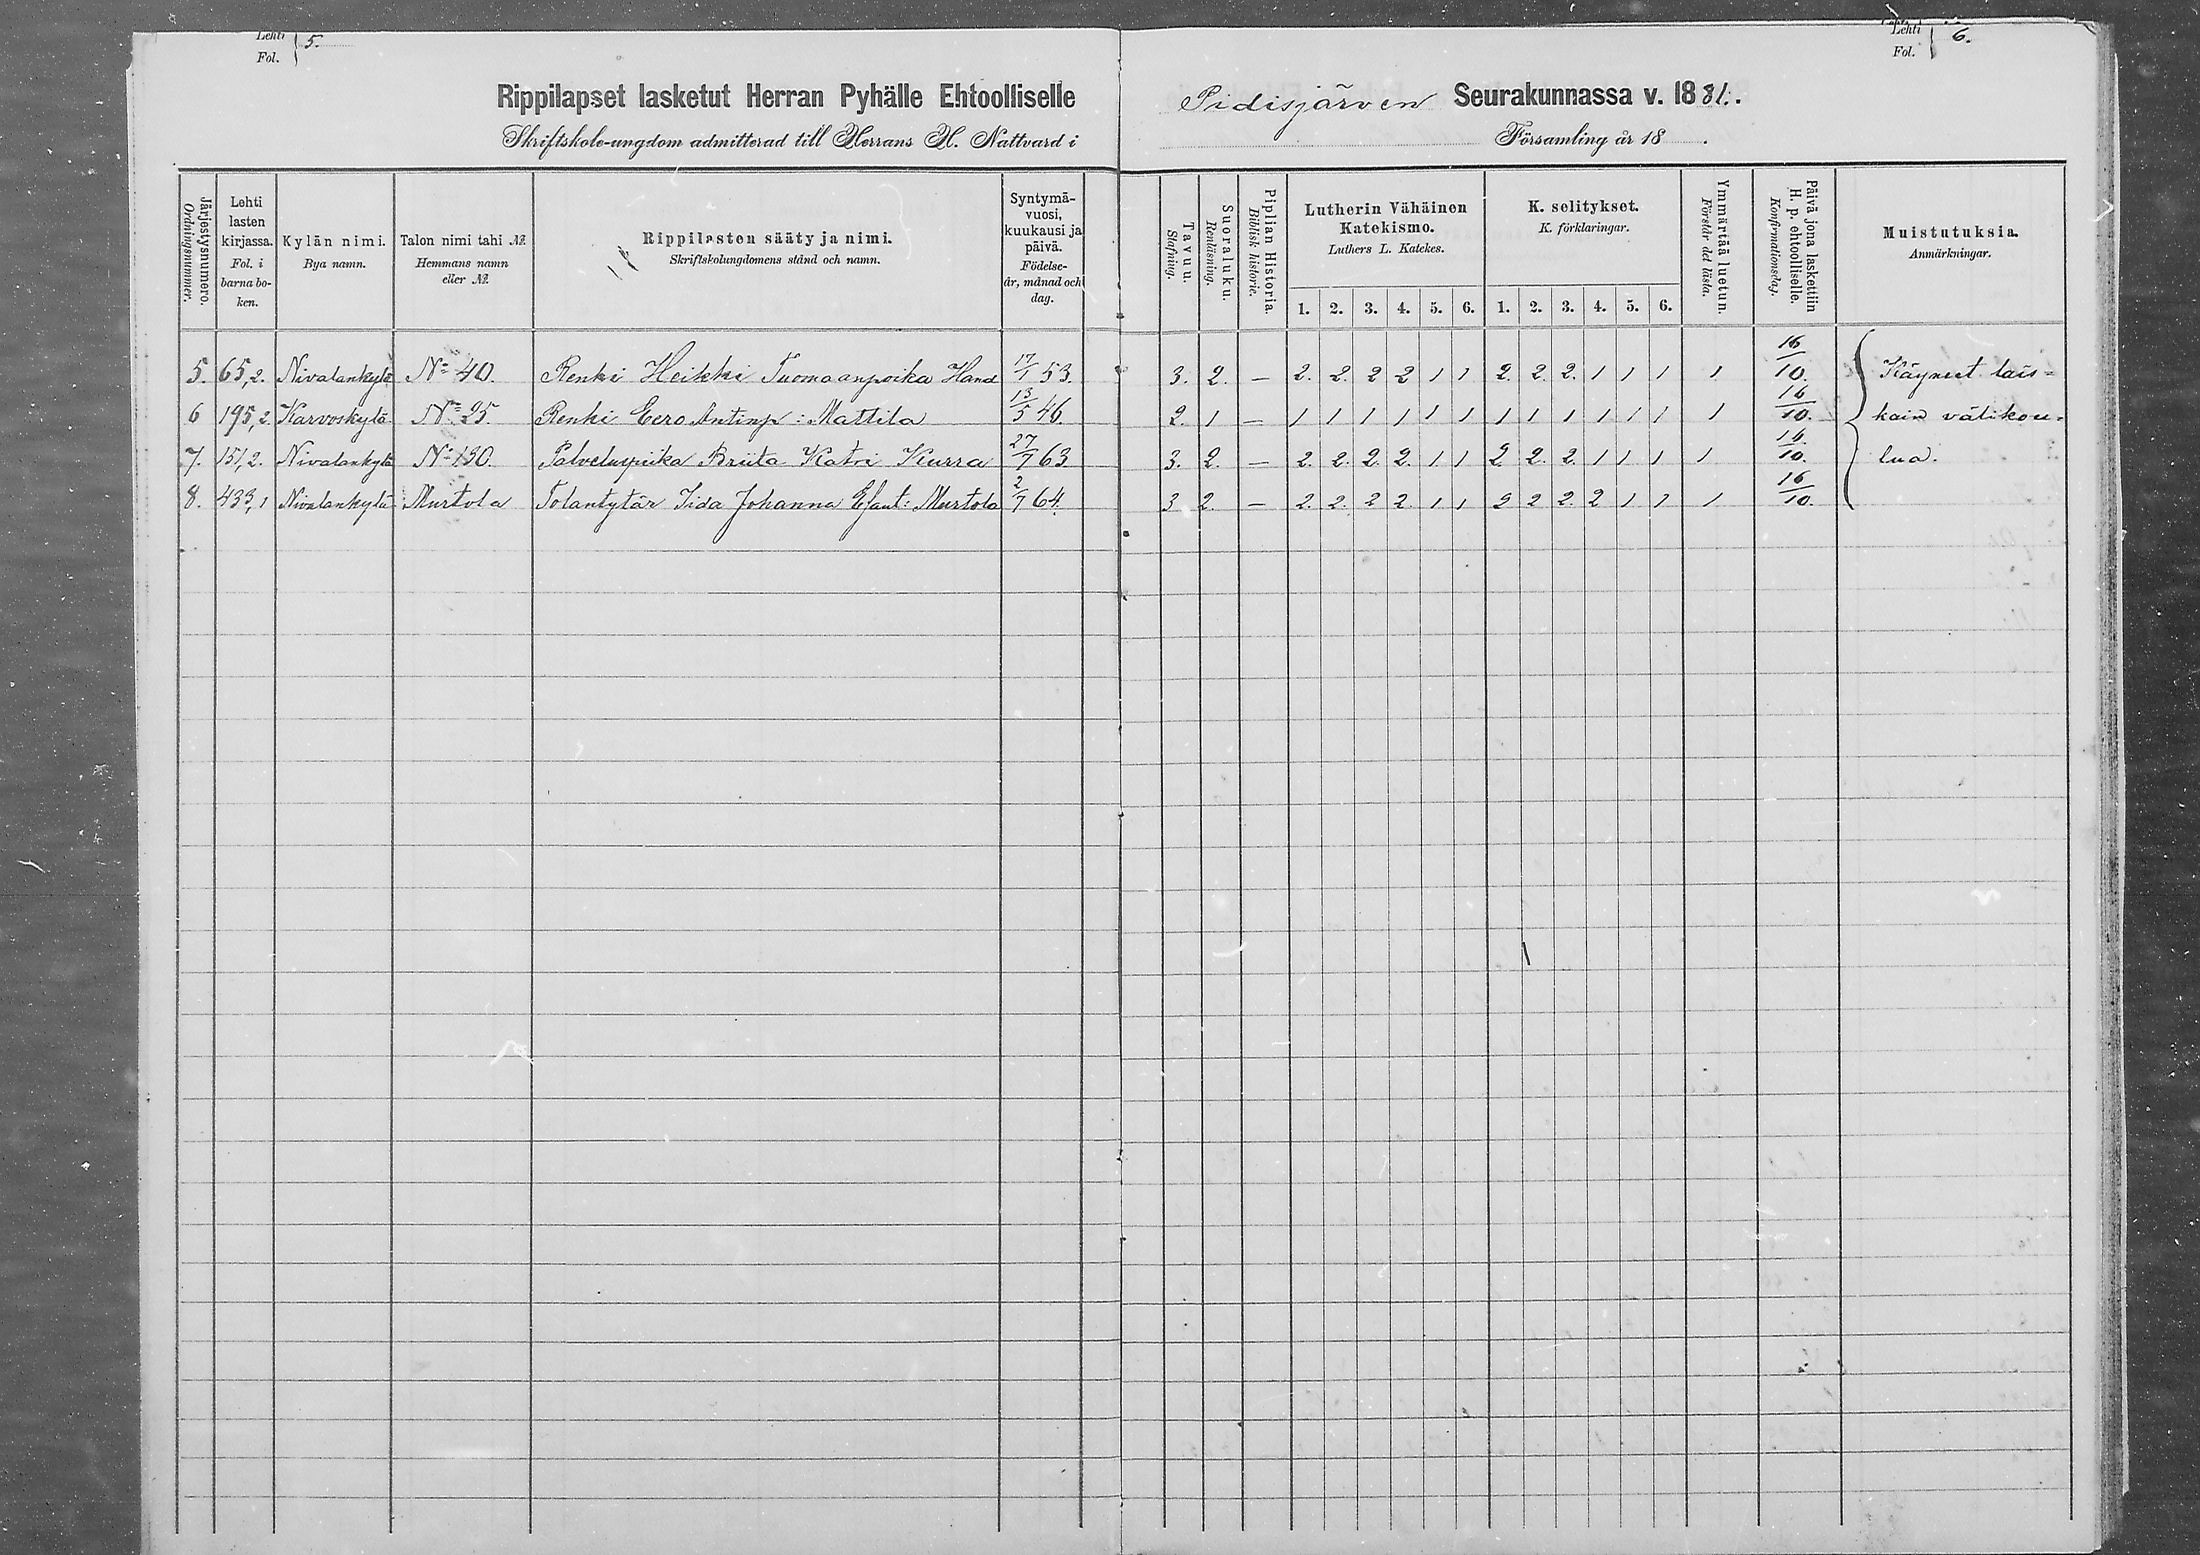 Lehti
Fol. 5.
Rippilapset lasketut Herran Pyhälle Ehtoolliselle
Skriftskole-ungdom admitterad till Herrans H. Nattvard i
Järjestysnumero.
Ordningsnummer.
Lehti lasten kirjassa.
Fol. i barna boken.
Kylän nimi.
Bya namn.
Talon nimi tahi №
Hemmans namn eller №
Rippilasten sääty ja nimi.
Skriftskolungdomens stånd och namn.
Syntymävuosi, kuukausi ja päivä.
Födelseår, månad och dag.
5. 65,2. Nivalankylä No 40. Renki Heikki Tuomaanpoika Hand 17/1 53.
6 195,2. Karvoskylä No 25. Renki Eero Antinp: Mattila 13/5 46.
7. 151,2. Nivalankylä No 130. Palveluspiika Briita Katri Kurra 27/7 63
8. 433,1 Nivalankylä Murtola Tolantytär Iida Johanna Murtola 2/7 64.
Lehti
Fol. 6.
Pidisjärven Seurakunnassa v. 1881.
Församling år 18 .
Tavuu.
Stafning.
Suoraluku.
Renläsning.
Piplian Historia.
Biblisk historie.
Lutherin Vähäinen Katekismo.
Luthers L. Katekes.
1. 2. 3. 4. 5. 6.
K. selitykset.
K. förklaringar.
1. 2. 3. 4. 5. 6.
Ymmärtää luetun.
Förstår det lästa.
Päivä jona laskettiin H. p. ehtoolliselle.
Konfirmationsdag.
Muistutuksia.
Anmärkningar.
3. 2. — 2. 2. 2 2 1 1 2. 2. 2. 1 1 1 1 16/10. Käyneet lais=
2. 1 — 1 1 1 1 1 1 1 1 1 1 1 1 1 16/10. kain välikou=
3. 2. — 2. 2. 2. 2. 1 1 2. 2. 2. 1 1 1 1 16/10. lua.
3 2. — 2. 2. 2 2. 1 1 2 2 2. 2 1 1 1 16/10.